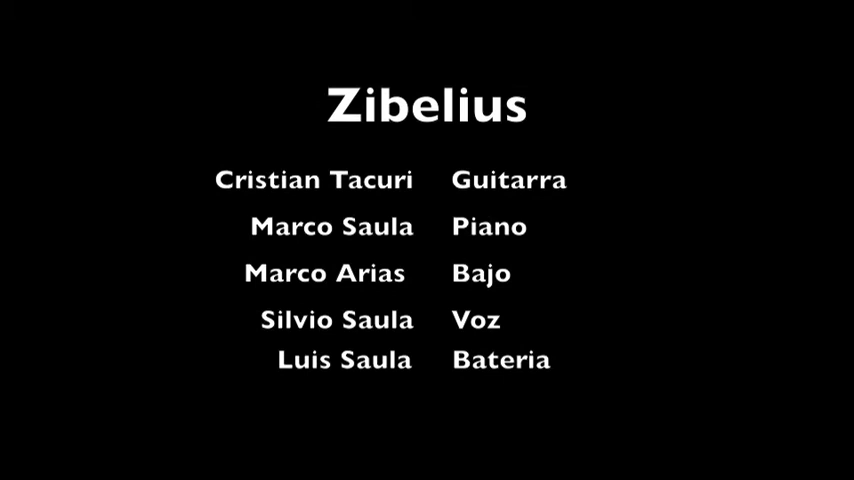 Zibelius
Cristian Tacuri Guitarra
Marco Saula Piano
Marco Arias Bajo
Silvio Saula Voz
Luis Saula Bateria